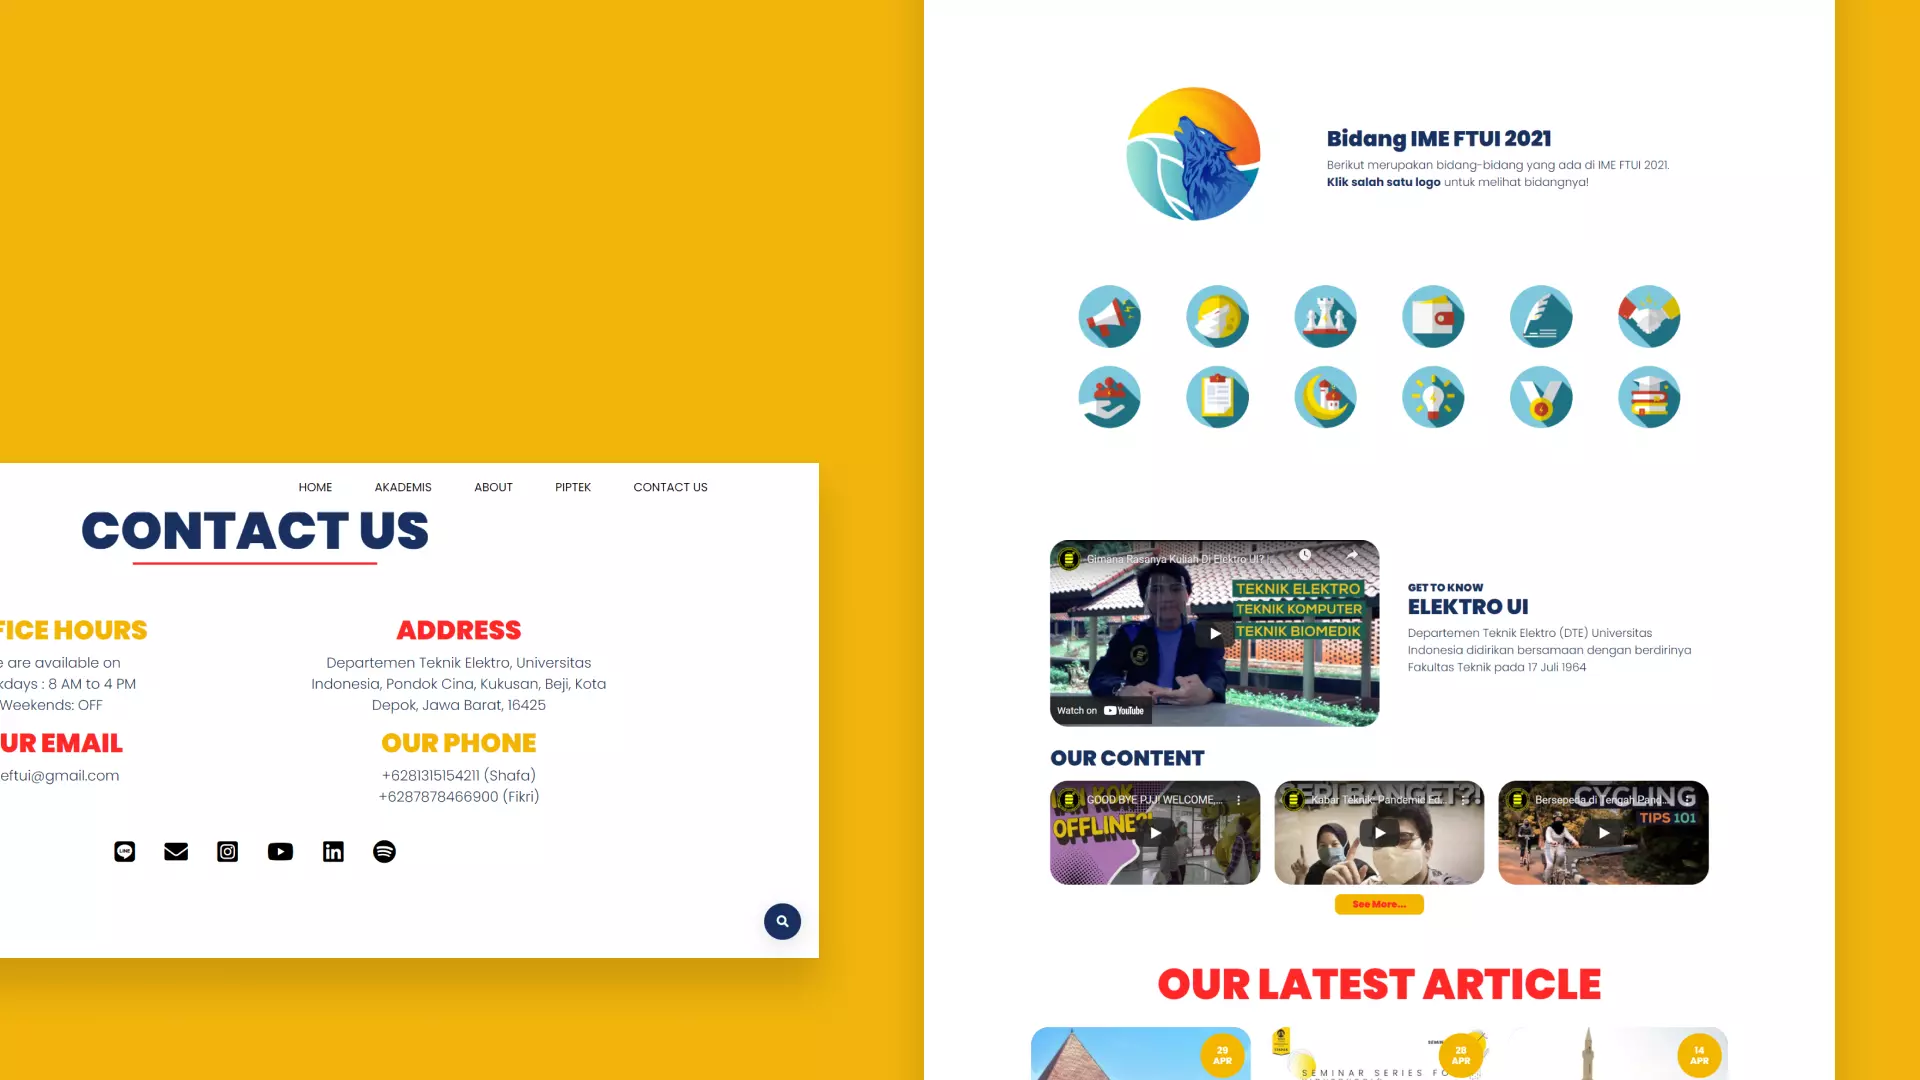 HOME AKADEMIS ABOUT PIPTEK CONTACT US
CONTACT US
FICE HOURS
e are available on
kdays : 8 AM to 4 PM
Weekends: OFF
ADDRESS
Departemen Teknik Elektro, Universitas
Indonesia, Pondok Cina, Kukusan, Beji, Kota
Depok, Jawa Barat, 16425
UR EMAIL
eftui@gmail.com
OUR PHONE
+6281315154211 (Shafa)
+6287878466900 (Fikri)
LINE
Bidang IME FTUI 2021
Berikut merupakan bidang-bidang yang ada di IME FTUI 2021.
Klik salah satu logo untuk melihat bidangnya!
Gimana Rasanya Kuliah Di Elektro UI?
TEKNIK ELEKTRO
TEKNIK KOMPUTER
TEKNIK BIOMEDIK
Watch on YouTube
GET TO KNOW
ELEKTRO UI
Departemen Teknik Elektro (DTE) Universitas
Indonesia didirikan bersamaan dengan berdirinya
Fakultas Teknik pada 17 Juli 1964
OUR CONTENT
GOOD BYE PJJ! WELCOME,...
KOK
OFFLINE?!
Kabar Teknik: Pandemic Ed...
Bersepeda di Tengah Pand...
CYCLING
TIPS 101
See More...
OUR LATEST ARTICLE
29
APR
28
APR
SEMINAR SERIES FO
14
APR